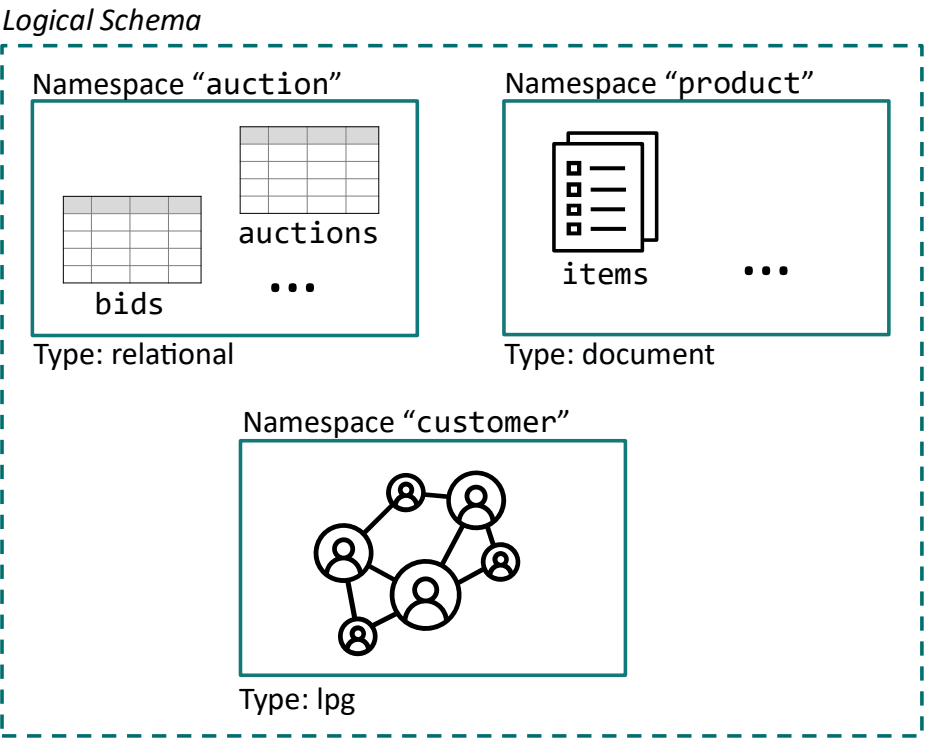 Logical Schema
Namespace “auction”
auctions
bids
...
Type: relational
Namespace “product”
items
...
Type: document
Namespace “customer”
Type: lpg